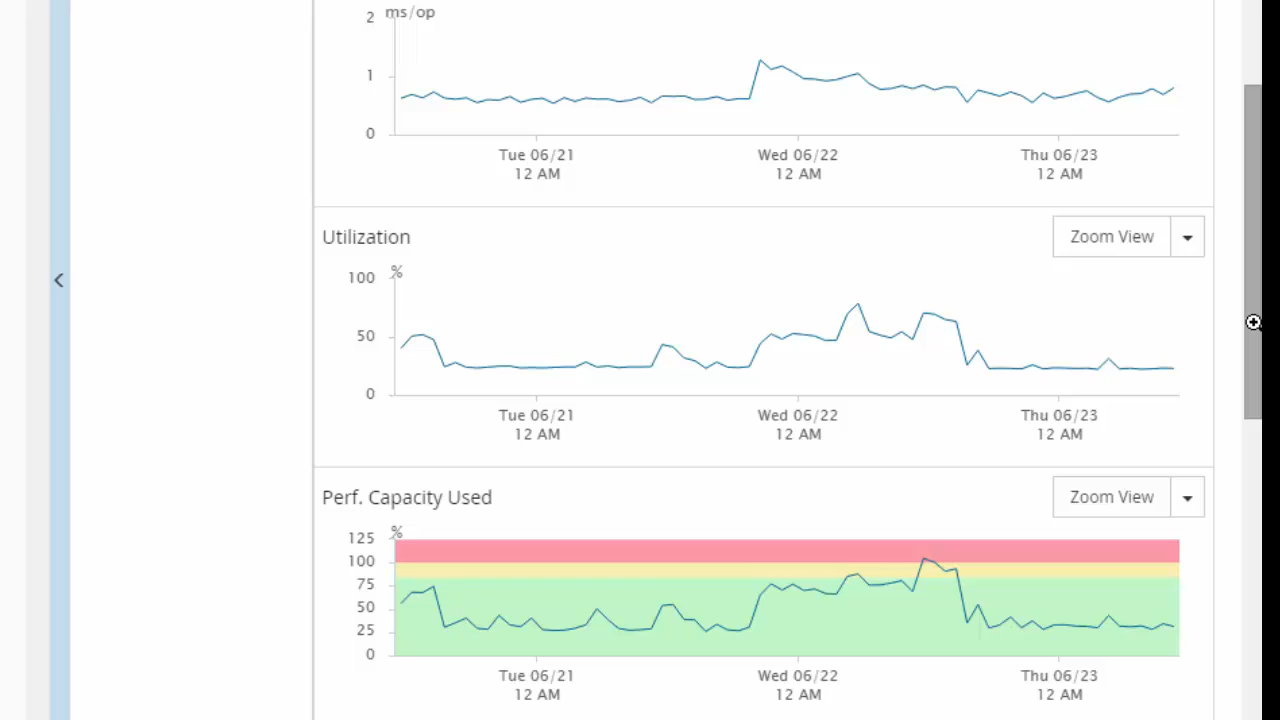 ms/op
2
1
0
Tue 06/21 Wed 06/22 Thu 06/23
12 AM 12 AM 12 AM
Utilization Zoom View
%
100
50
0
Tue 06/21 Wed 06/22 Thu 06/23
12 AM 12 AM 12 AM
Perf. Capacity Used Zoom View
%
125
100
75
50
25
0
Tue 06/21 Wed 06/22 Thu 06/23
12 AM 12 AM 12 AM